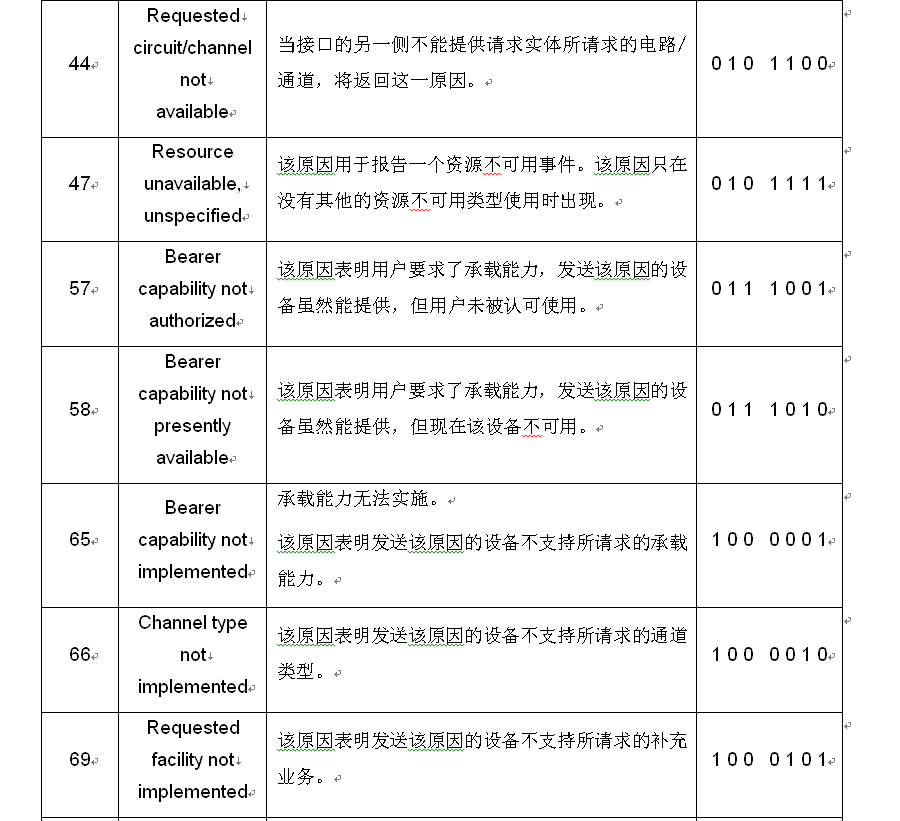 44
Requested
circuit/channel
not
available
当接口的另一侧不能提供请求实体所请求的电路/
通道，将返回这一原因。
010 1100
47
Resource
unavailable,
unspecified
该原因用于报告一个资源不可用事件。该原因只在
没有其他的资源不可用类型使用时出现。
010 1111
57
Bearer
capability not
authorized
该原因表明用户要求了承载能力，发送该原因的设
备虽然能提供，但用户未被认可使用。
011 1001
58
Bearer
capability not
presently
available
该原因表明用户要求了承载能力，发送该原因的设
备虽然能提供，但现在该设备不可用。
011 1010
65
Bearer
capability not
implemented
承载能力无法实施。
该原因表明发送该原因的设备不支持所请求的承载
能力。
100 0001
66
Channel type
not
implemented
该原因表明发送该原因的设备不支持所请求的通道
类型。
100 0010
69
Requested
facility not
implemented
该原因表明发送该原因的设备不支持所请求的补充
业务。
100 0101